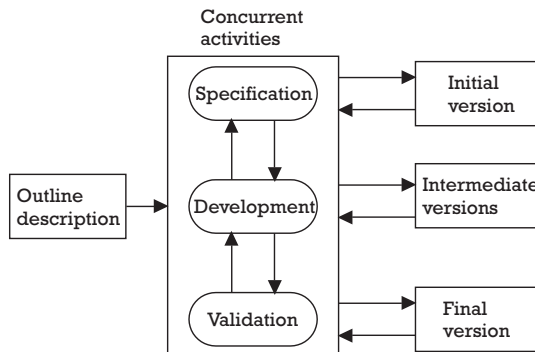 Concurrent
activities
Specification
Initial
version
Outline
description
Development
Intermediate
versions
Validation
Final
version